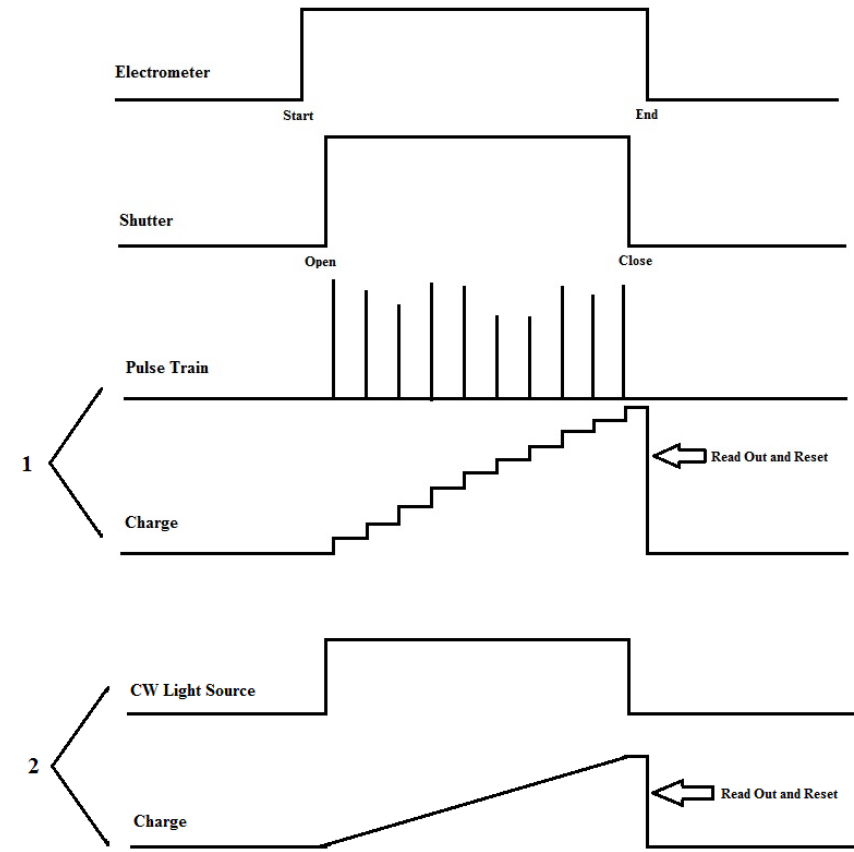 Electrometer
Start
End
Shutter
Open
Close
Pulse Train
1
Read Out and Reset
Charge
CW Light Source
2
Read Out and Reset
Charge